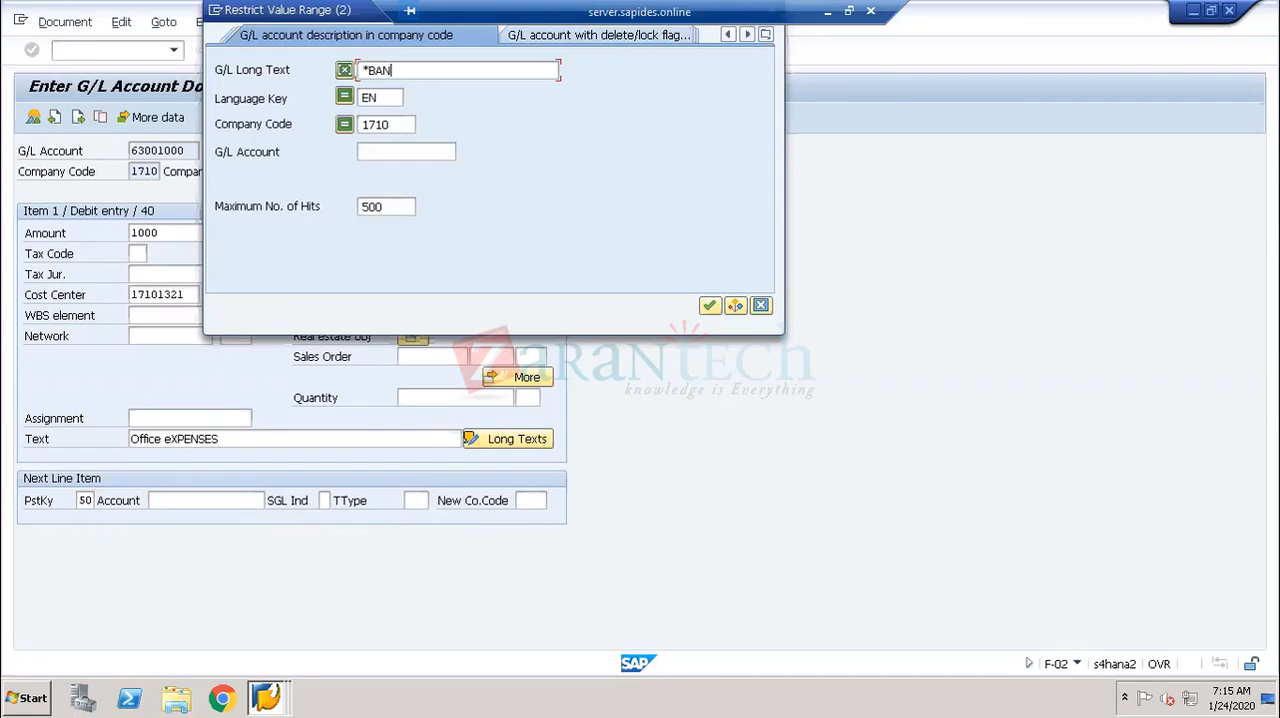 Restrict Value Range (2)
server.sapides.online
Document Edit Goto
G/L account description in company code
G/L account with delete/lock flag...
G/L Long Text *BAN
Language Key EN
Company Code 1710
G/L Account
Maximum No. of Hits 500
Enter G/L Account Do
More data
G/L Account 63001000
Company Code 1710 Compan
Item 1 / Debit entry / 40
Amount 1000
Tax Code
Tax Jur.
Cost Center 17101321
WBS element
Network
Real estate obj
Sales Order
More
Quantity
Assignment
Text Office eXPENSES Long Texts
Next Line Item
PstKy 50 Account SGL Ind TType New Co.Code
ZaranTech
knowledge is Everything
SAP
F-02 s4hana2 OVR
Start
7:15 AM
1/24/2020